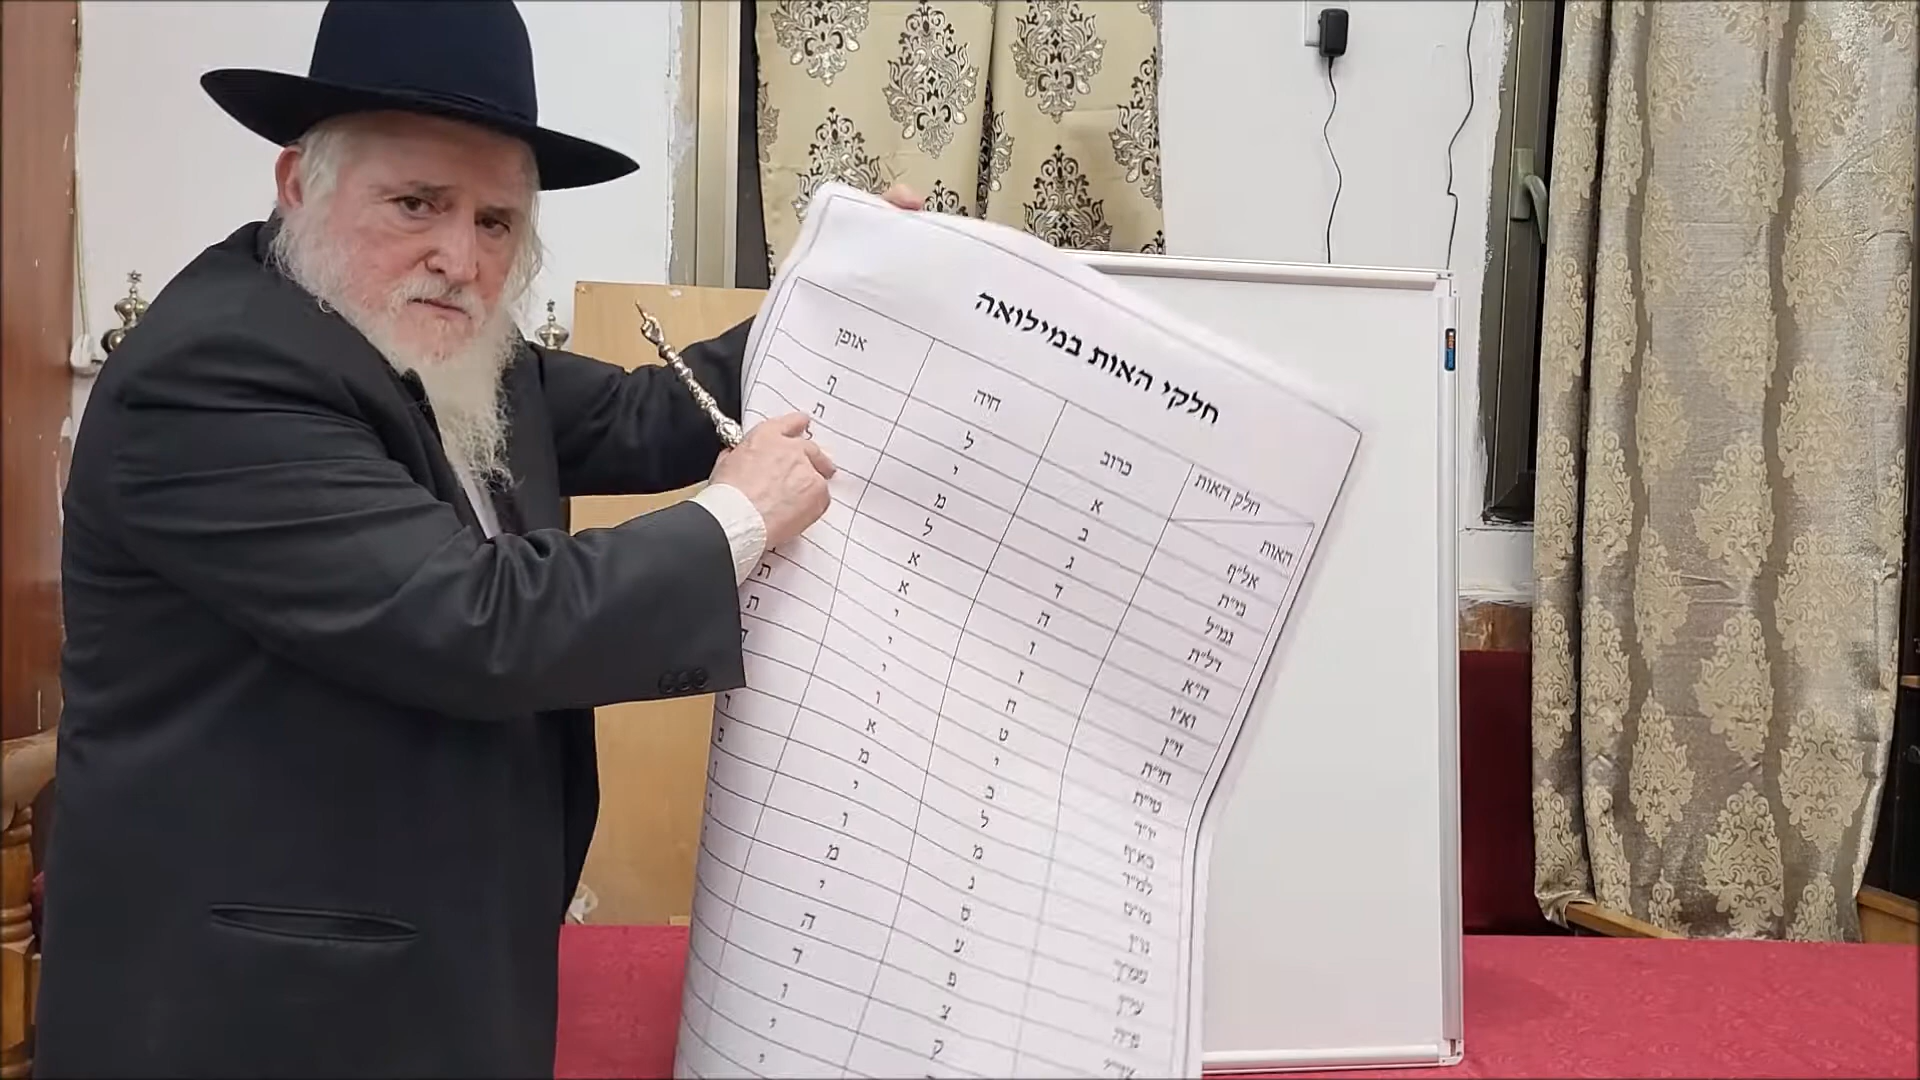 חלקי האות במילואה
חלק האות כרוב חיה אופן
האות
אל״ף א ל ף
בי״ת ב י ת
גמ״ל ג מ ל
דל״ת ד ל
ה״א ה א
וא״ו ו א
זי״ן ז י
חי״ת ח י ת
טי״ת ט י ת
יו״ד י ו
כא״ף כ א
למ״ד ל מ ד
מי״ם מ י ם
נו״ן נ ו
סמ״ך ס מ
עי״ן ע י
פ״ה פ ה
צ ד
ק ו
י
י